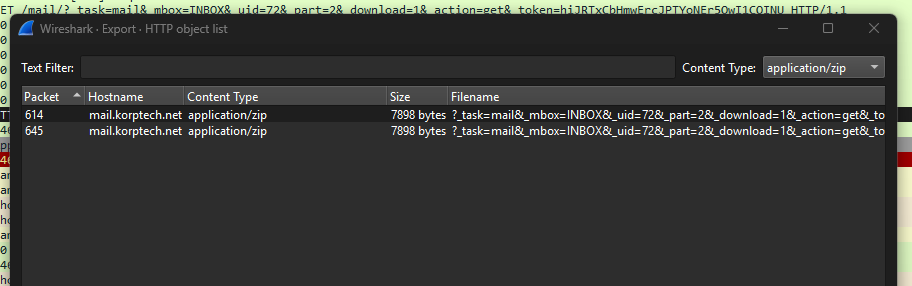 ET /mail/?_task=mail&_mbox=INBOX&_uid=72&_part=2&_download=1&_action=get&_token=hiJRTxCbHmwErcJPTYoNEr5OwI1COINU HTTP/1.1
Wireshark · Export · HTTP object list
Text Filter: Content Type: application/zip
Packet Hostname Content Type Size Filename
614 mail.korptech.net application/zip 7898 bytes ?_task=mail&_mbox=INBOX&_uid=72&_part=2&_download=1&_action=get&_to
645 mail.korptech.net application/zip 7898 bytes ?_task=mail&_mbox=INBOX&_uid=72&_part=2&_download=1&_action=get&_to